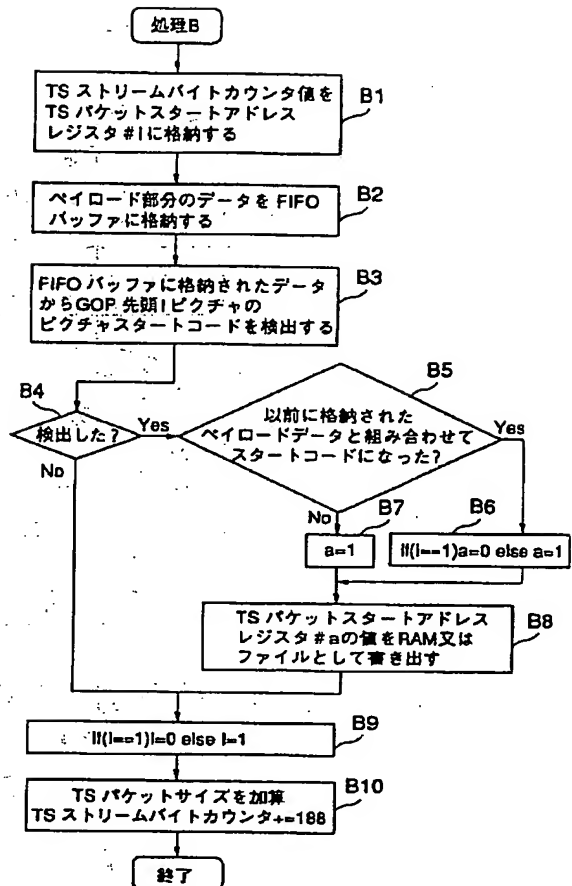 処理B
TS ストリームバイトカウンタ値を
TS パケットスタートアドレス
レジスタ #iに格納する
B1
ペイロード部分のデータを FIFO
バッファに格納する
B2
FIFO バッファに格納されたデータ
からGOP 先頭Iピクチャの
ピクチャスタートコードを検出する
B3
B4
検出した?
Yes
No
B5
以前に格納された
ペイロードデータと組み合わせて
スタートコードになった?
Yes
No
B7
a=1
B6
if(i==1)a=0 else a=1
TS パケットスタートアドレス
レジスタ #aの値をRAM又は
ファイルとして書き出す
B8
if(i==1)i=0 else i=1
B9
TS パケットサイズを加算
TS ストリームバイトカウンタ+=188
B10
終了